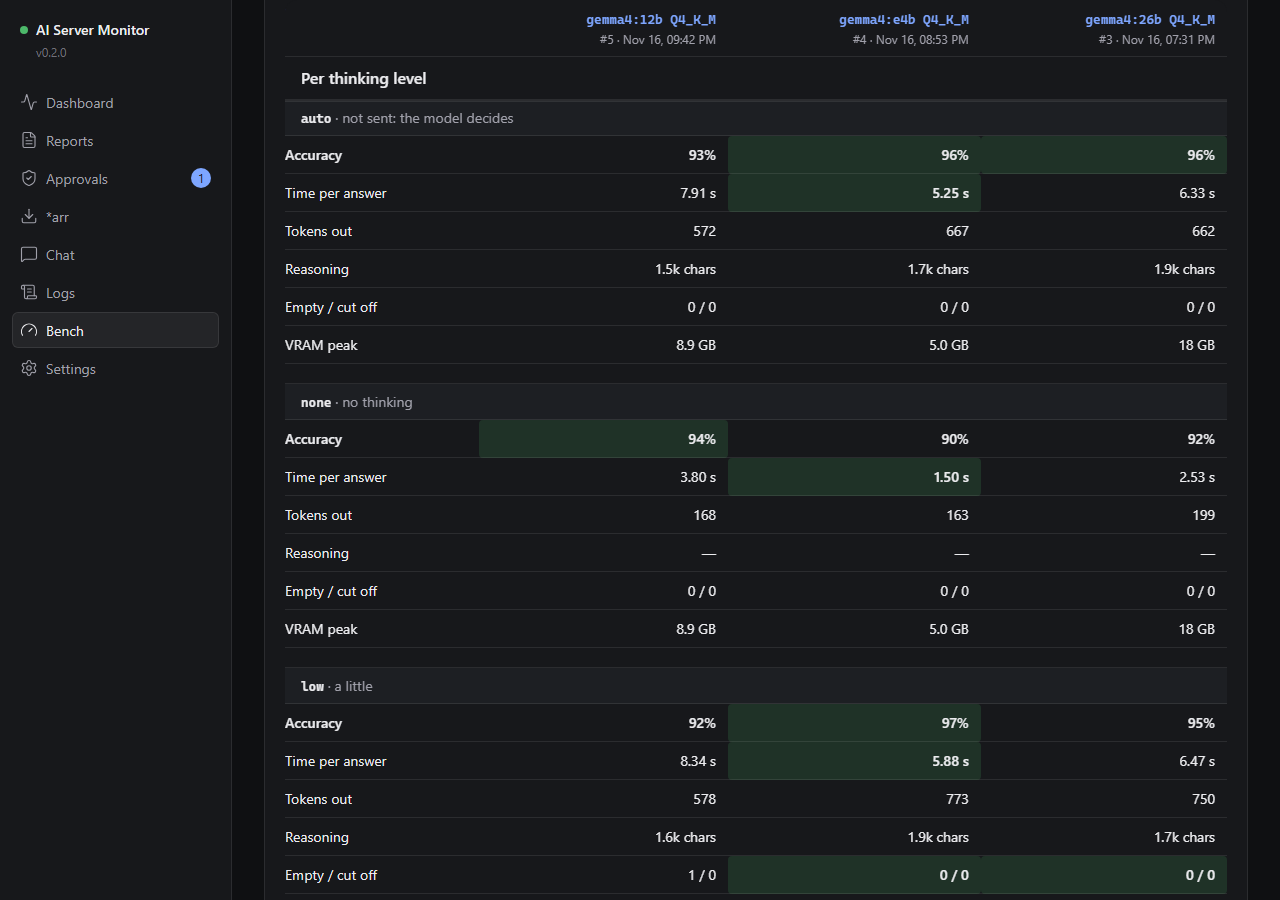 AI Server Monitor
v0.2.0
Dashboard
Reports
Approvals 1
*arr
Chat
Logs
Bench
Settings
gemma4:12b Q4_K_M gemma4:e4b Q4_K_M gemma4:26b Q4_K_M
#5 · Nov 16, 09:42 PM #4 · Nov 16, 08:53 PM #3 · Nov 16, 07:31 PM
Per thinking level
auto · not sent: the model decides
Accuracy 93% 96% 96%
Time per answer 7.91 s 5.25 s 6.33 s
Tokens out 572 667 662
Reasoning 1.5k chars 1.7k chars 1.9k chars
Empty / cut off 0 / 0 0 / 0 0 / 0
VRAM peak 8.9 GB 5.0 GB 18 GB
none · no thinking
Accuracy 94% 90% 92%
Time per answer 3.80 s 1.50 s 2.53 s
Tokens out 168 163 199
Reasoning — — —
Empty / cut off 0 / 0 0 / 0 0 / 0
VRAM peak 8.9 GB 5.0 GB 18 GB
low · a little
Accuracy 92% 97% 95%
Time per answer 8.34 s 5.88 s 6.47 s
Tokens out 578 773 750
Reasoning 1.6k chars 1.9k chars 1.7k chars
Empty / cut off 1 / 0 0 / 0 0 / 0